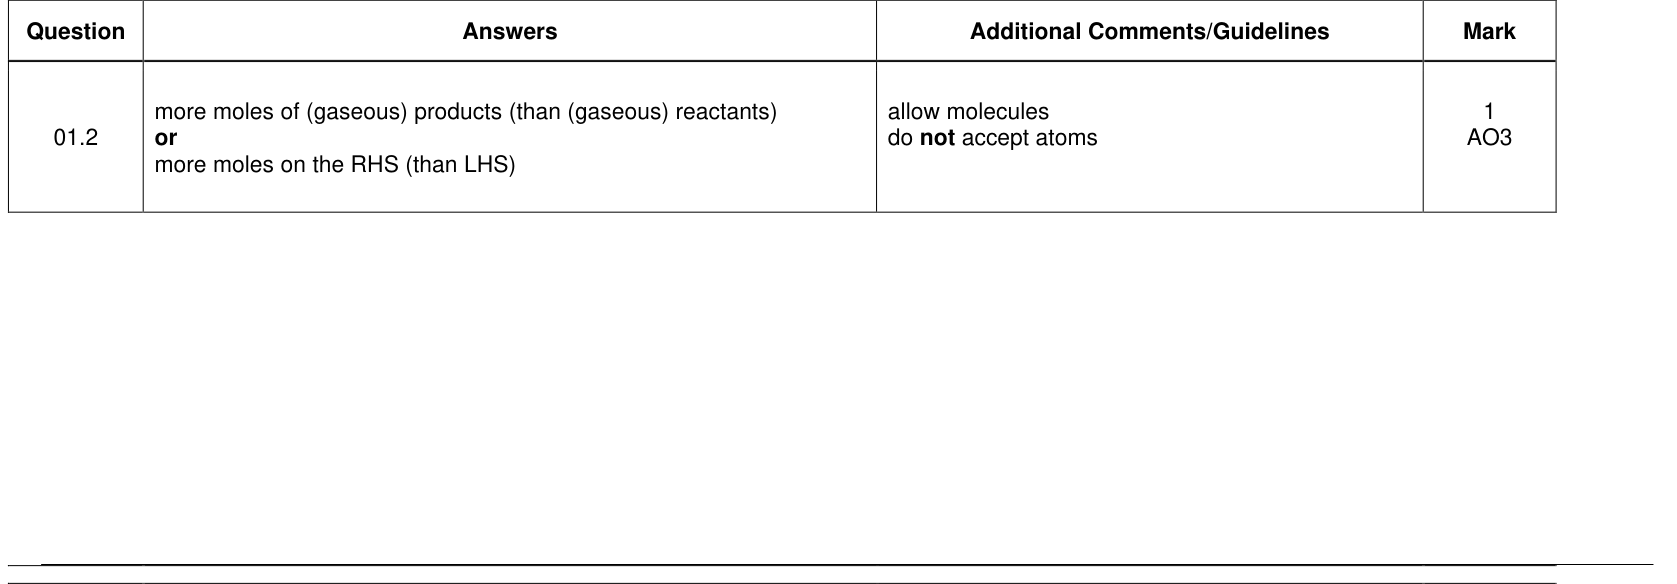 Question Answers Additional Comments/Guidelines Mark
01.2
more moles of (gaseous) products (than (gaseous) reactants)
or
more moles on the RHS (than LHS)
allow molecules
do not accept atoms
1
AO3